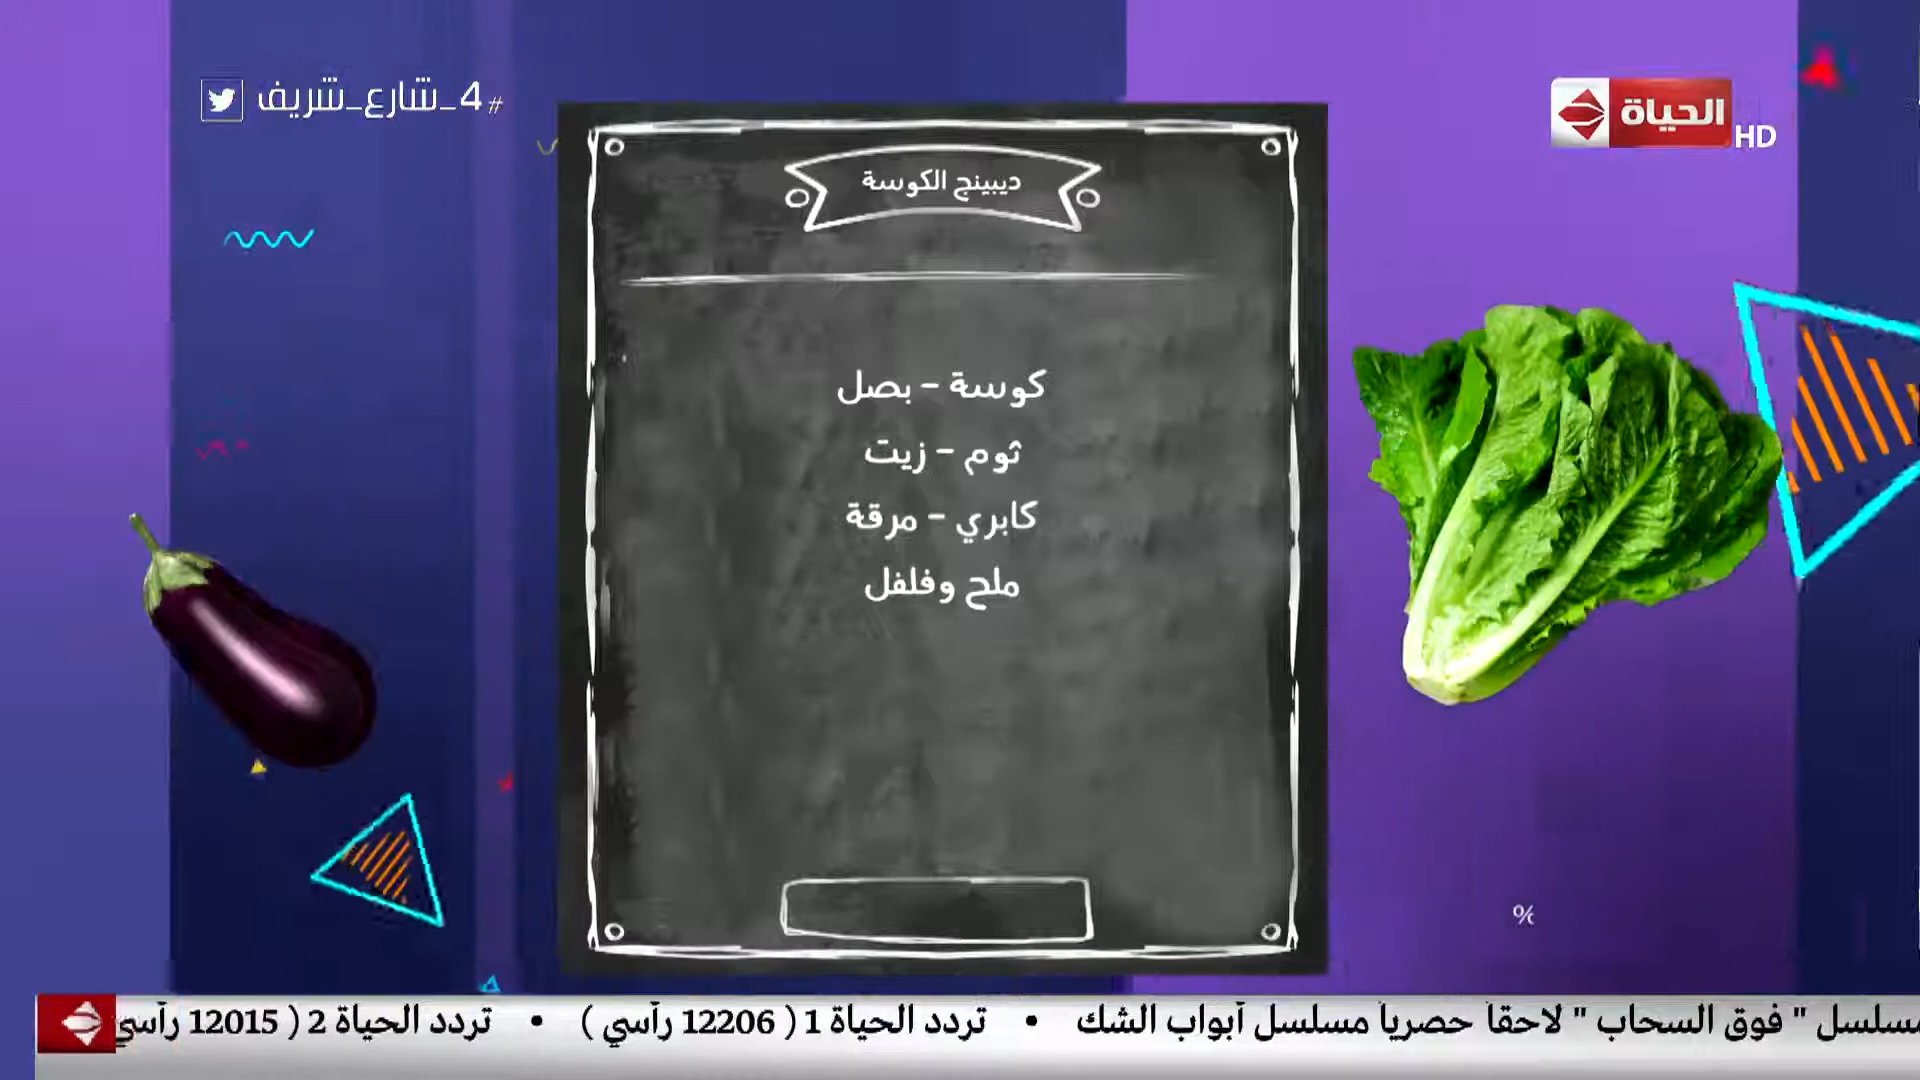 #4_شارع_شريف
الحياة
HD
ديبينج الكوسة
كوسة - بصل
ثوم - زيت
كابري - مرقة
ملح وفلفل
%
مسلسل " فوق السحاب " لاحقاً حصرياً مسلسل أبواب الشك • تردد الحياة 1 ( 12206 رأسي ) • تردد الحياة 2 ( 12015 رأسي